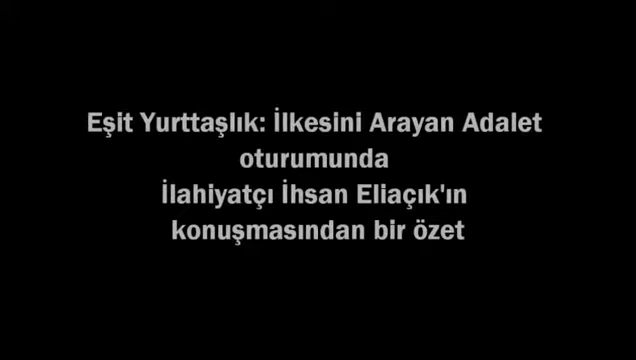 Eşit Yurttaşlık: İlkesini Arayan Adalet
oturumunda
İlahiyatçı İhsan Eliaçık'ın
konuşmasından bir özet